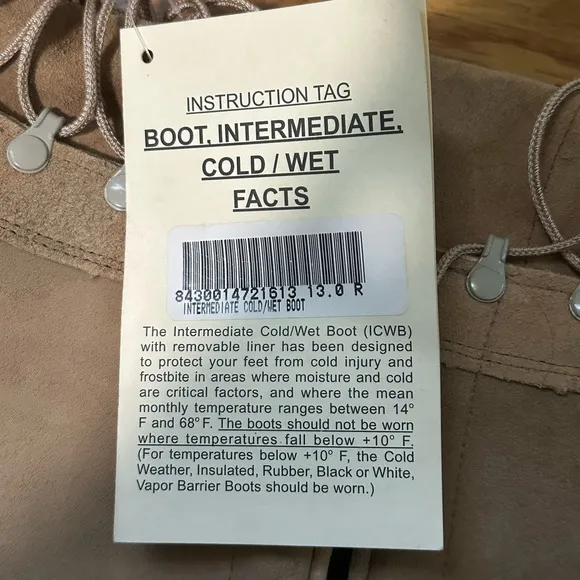 INSTRUCTION TAG
BOOT, INTERMEDIATE,
COLD / WET
FACTS
8430014721613 13.0 R
INTERMEDIATE COLD/WET BOOT
The Intermediate Cold/Wet Boot (ICWB)
with removable liner has been designed
to protect your feet from cold injury and
frostbite in areas where moisture and cold
are critical factors, and where the mean
monthly temperature ranges between 14°
F and 68° F. The boots should not be worn
where temperatures fall below +10° F.
(For temperatures below +10° F, the Cold
Weather, Insulated, Rubber, Black or White,
Vapor Barrier Boots should be worn.)